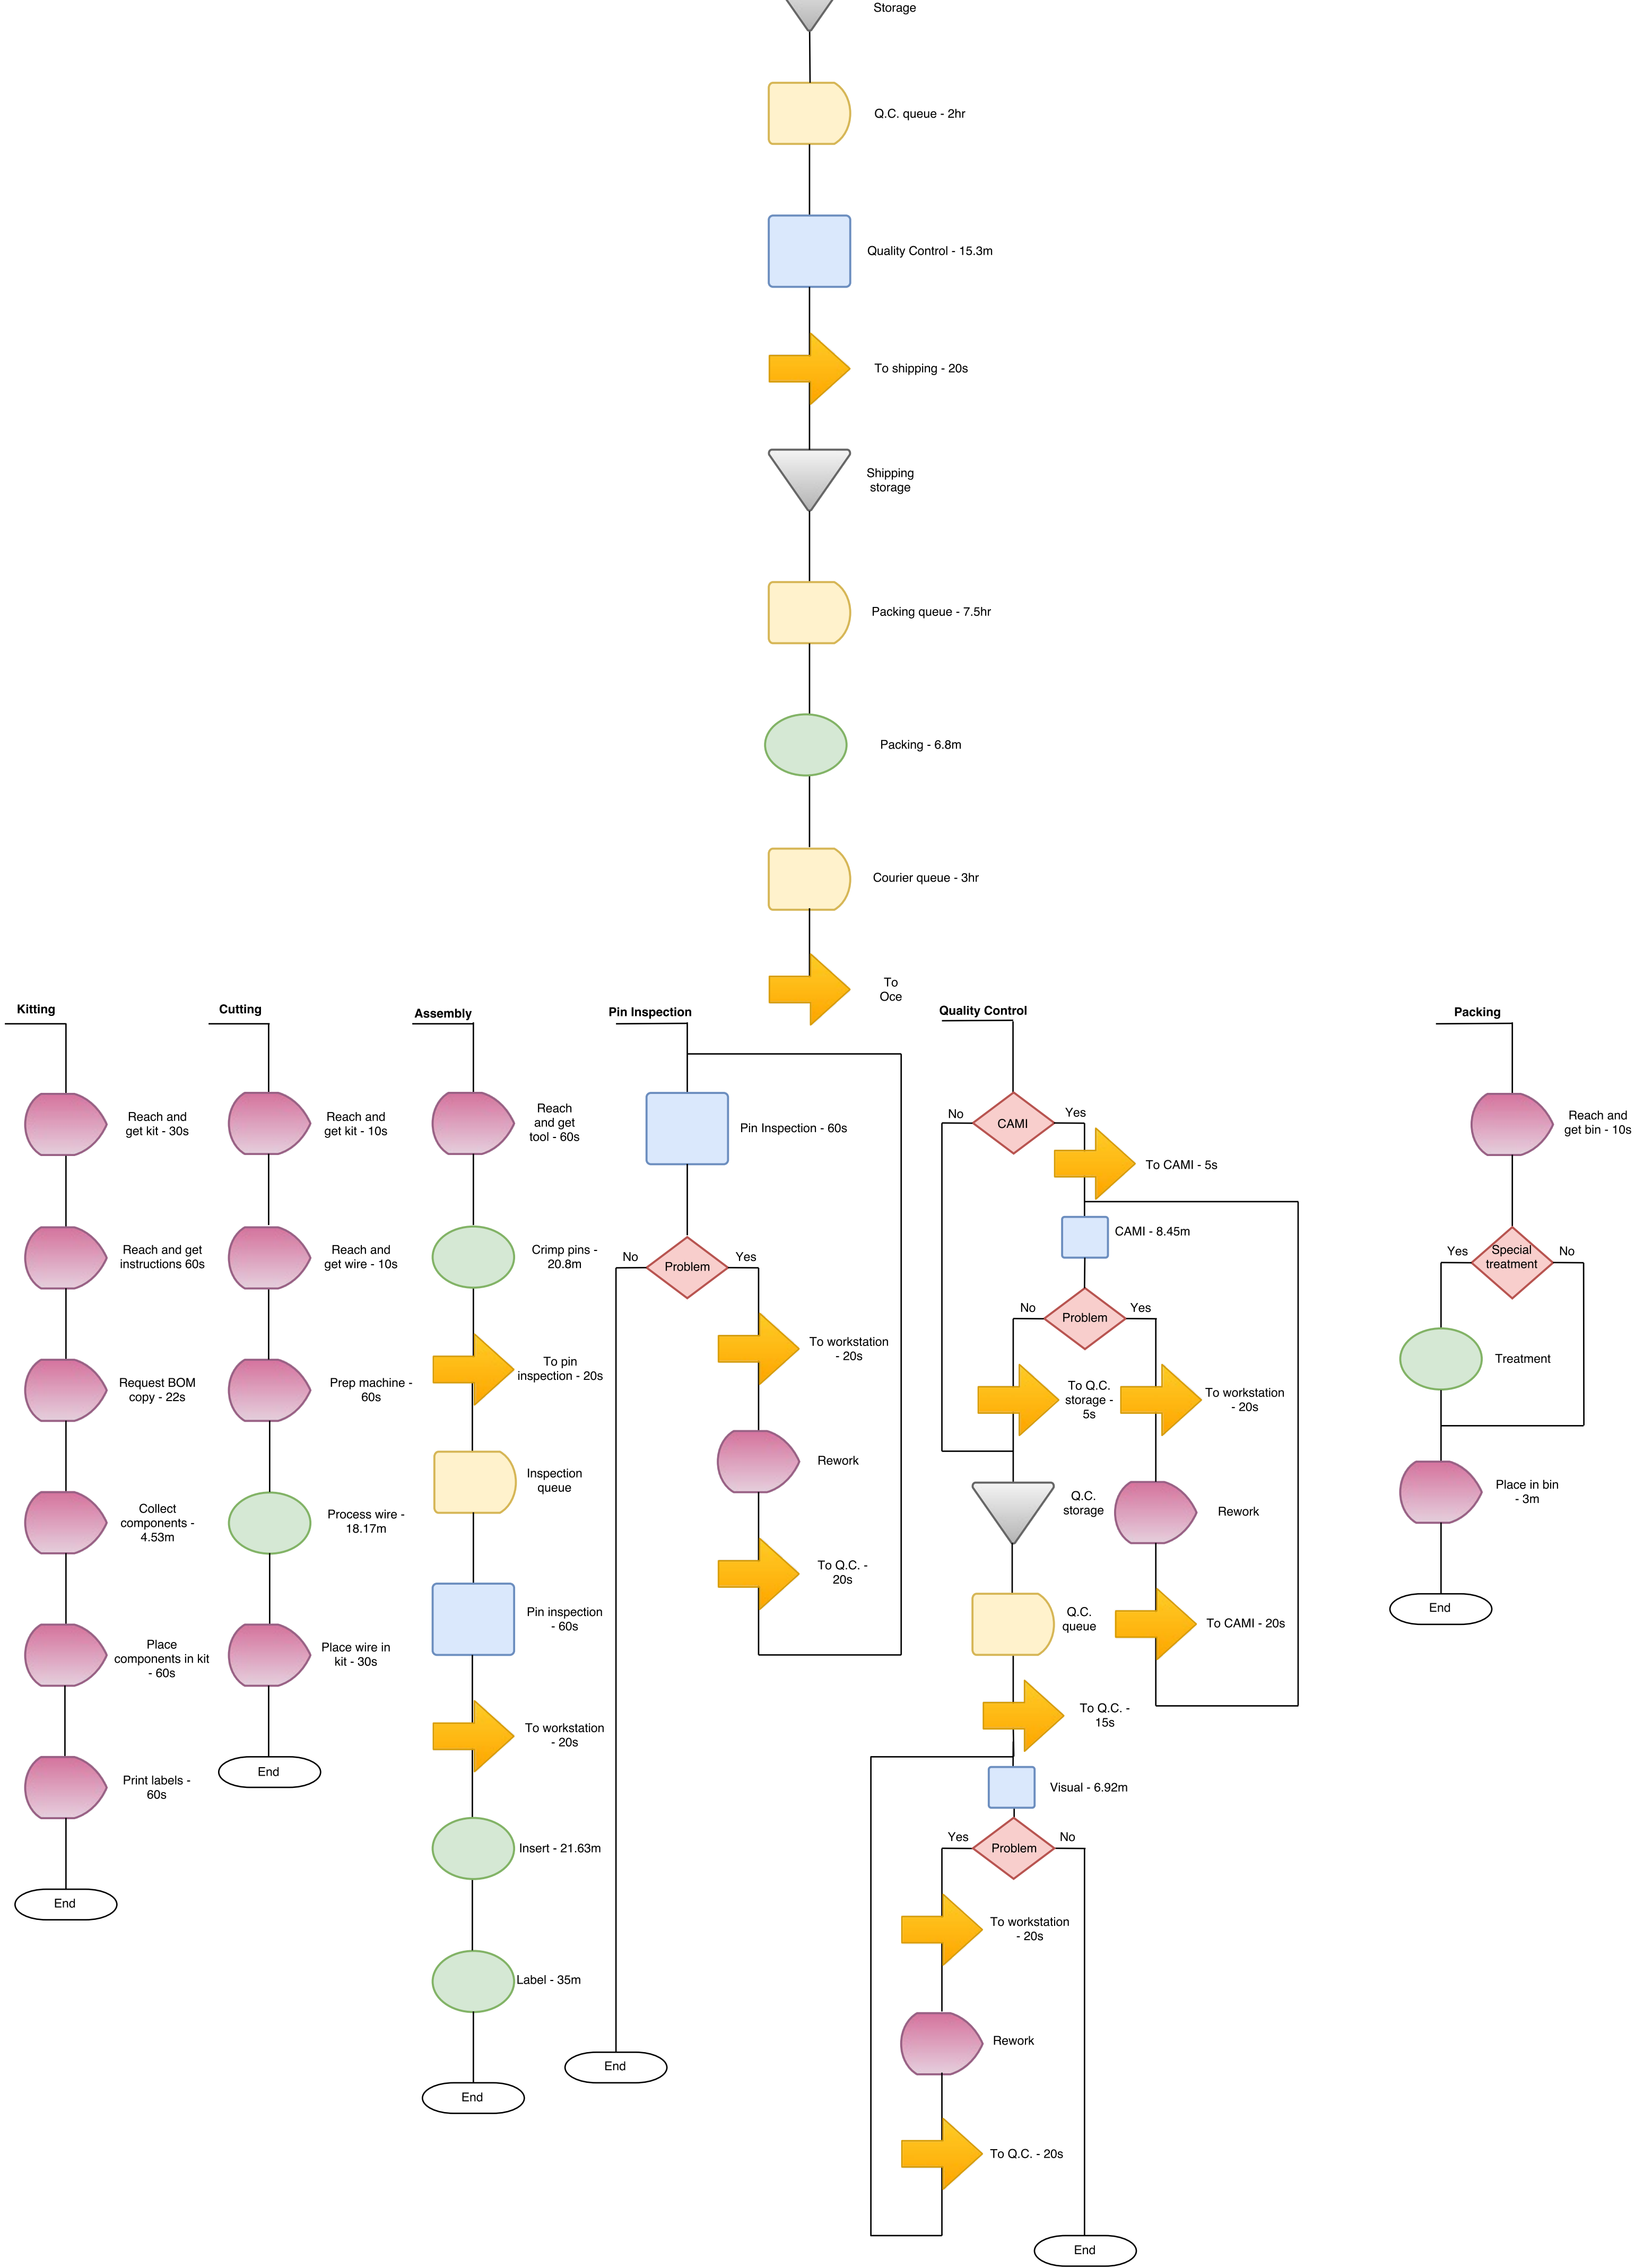 Storage
Q.C. queue - 2hr
Quality Control - 15.3m
To shipping - 20s
Shipping
storage
Packing queue - 7.5hr
Packing - 6.8m
Courier queue - 3hr
To
Oce
Kitting
Reach and
get kit - 30s
Reach and get
instructions 60s
Request BOM
copy - 22s
Collect
components -
4.53m
Place
components in kit
- 60s
Print labels -
60s
End
Cutting
Reach and
get kit - 10s
Reach and
get wire - 10s
Prep machine -
60s
Process wire -
18.17m
Place wire in
kit - 30s
End
Assembly
Reach
and get
tool - 60s
Crimp pins -
20.8m
To pin
inspection - 20s
Inspection
queue
Pin inspection
- 60s
To workstation
- 20s
Insert - 21.63m
Label - 35m
End
Pin Inspection
Pin Inspection - 60s
No
Problem
Yes
To workstation
- 20s
Rework
To Q.C. -
20s
End
Quality Control
No
CAMI
Yes
To CAMI - 5s
CAMI - 8.45m
No
Problem
Yes
To Q.C.
storage -
5s
To workstation
- 20s
Q.C.
storage
Rework
Q.C.
queue
To CAMI - 20s
To Q.C. -
15s
Visual - 6.92m
Yes
Problem
No
To workstation
- 20s
Rework
To Q.C. - 20s
End
Packing
Reach and
get bin - 10s
Yes
Special
treatment
No
Treatment
Place in bin
- 3m
End